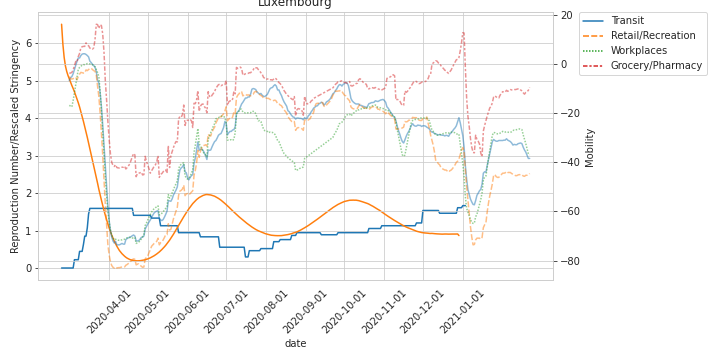 Luxembourg
Reproduction Number/Rescaled Stringency
6
5
4
3
2
1
0
20
0
−20
−40
−60
−80
Mobility
2020-04-01
2020-05-01
2020-06-01
2020-07-01
2020-08-01
2020-09-01
2020-10-01
2020-11-01
2020-12-01
2021-01-01
date
Transit
Retail/Recreation
Workplaces
Grocery/Pharmacy